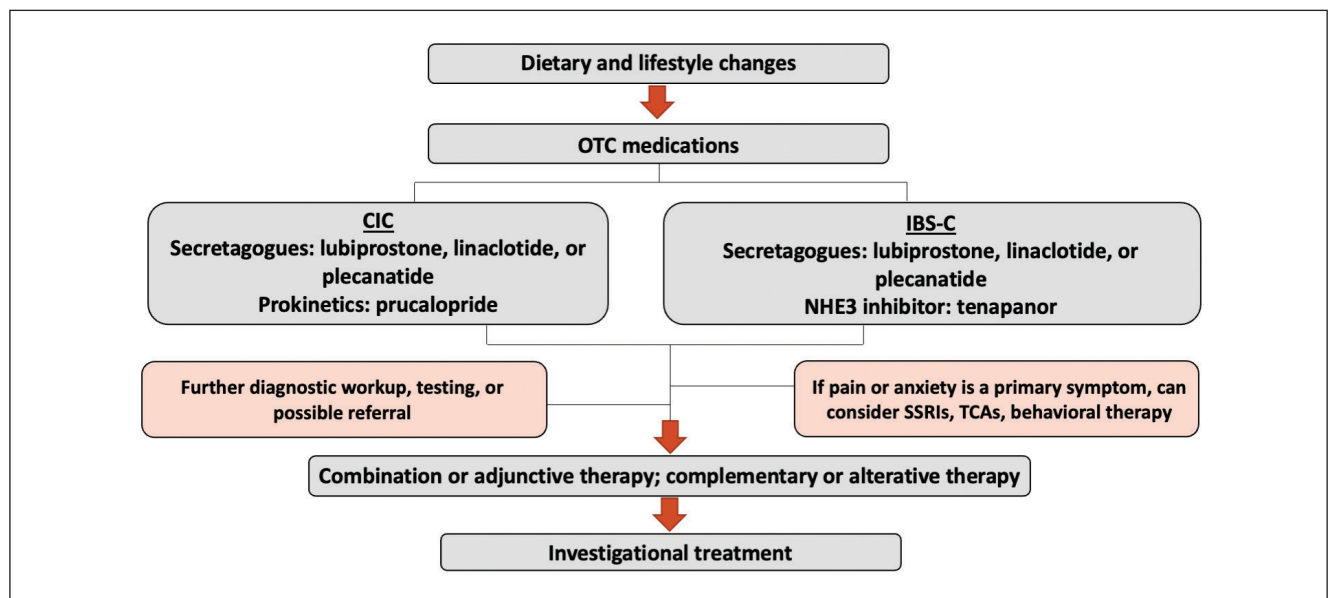 Dietary and lifestyle changes
OTC medications
CIC
Secretagogues: lubiprostone, linaclotide, or
plecanatide
Prokinetics: prucalopride
IBS-C
Secretagogues: lubiprostone, linaclotide, or
plecanatide
NHE3 inhibitor: tenapanor
Further diagnostic workup, testing, or
possible referral
If pain or anxiety is a primary symptom, can
consider SSRIs, TCAs, behavioral therapy
Combination or adjunctive therapy; complementary or alterative therapy
Investigational treatment